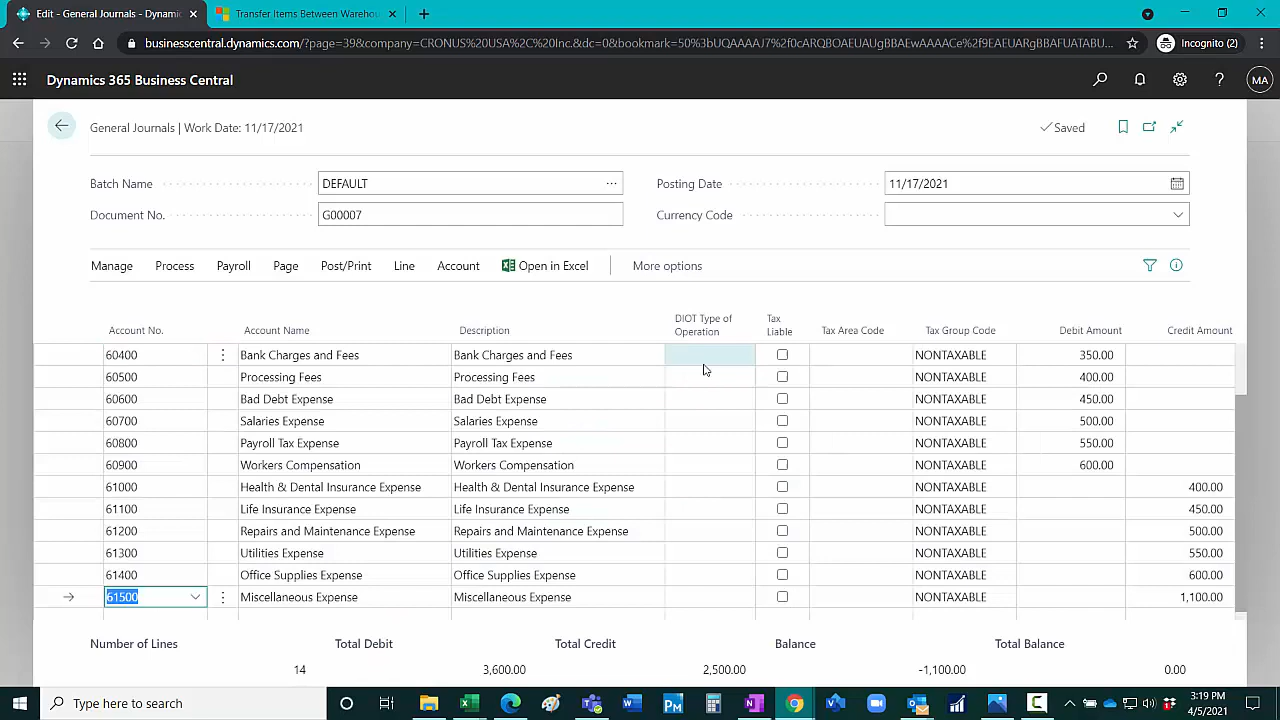 Edit - General Journals - Dynamic
Transfer Items Between Warehou
businesscentral.dynamics.com/?page=39&company=CRONUS%20USA%2C%20Inc.&dc=0&bookmark=50%3bUQAAAAJ7%2f0cARQBOAEUAUgBBAEwAAAACe%2f9EAEUARgBBAFUATABU...
Incognito (2)
Dynamics 365 Business Central
MA
General Journals | Work Date: 11/17/2021
Saved
Batch Name DEFAULT Posting Date 11/17/2021
Document No. G00007 Currency Code
Manage Process Payroll Page Post/Print Line Account Open in Excel More options
Account No. Account Name Description DIOT Type of Operation Tax Liable Tax Area Code Tax Group Code Debit Amount Credit Amount
60400 Bank Charges and Fees Bank Charges and Fees NONTAXABLE 350.00
60500 Processing Fees Processing Fees NONTAXABLE 400.00
60600 Bad Debt Expense Bad Debt Expense NONTAXABLE 450.00
60700 Salaries Expense Salaries Expense NONTAXABLE 500.00
60800 Payroll Tax Expense Payroll Tax Expense NONTAXABLE 550.00
60900 Workers Compensation Workers Compensation NONTAXABLE 600.00
61000 Health & Dental Insurance Expense Health & Dental Insurance Expense NONTAXABLE 400.00
61100 Life Insurance Expense Life Insurance Expense NONTAXABLE 450.00
61200 Repairs and Maintenance Expense Repairs and Maintenance Expense NONTAXABLE 500.00
61300 Utilities Expense Utilities Expense NONTAXABLE 550.00
61400 Office Supplies Expense Office Supplies Expense NONTAXABLE 600.00
61500 Miscellaneous Expense Miscellaneous Expense NONTAXABLE 1,100.00
Number of Lines Total Debit Total Credit Balance Total Balance
14 3,600.00 2,500.00 -1,100.00 0.00
Type here to search
3:19 PM
4/5/2021